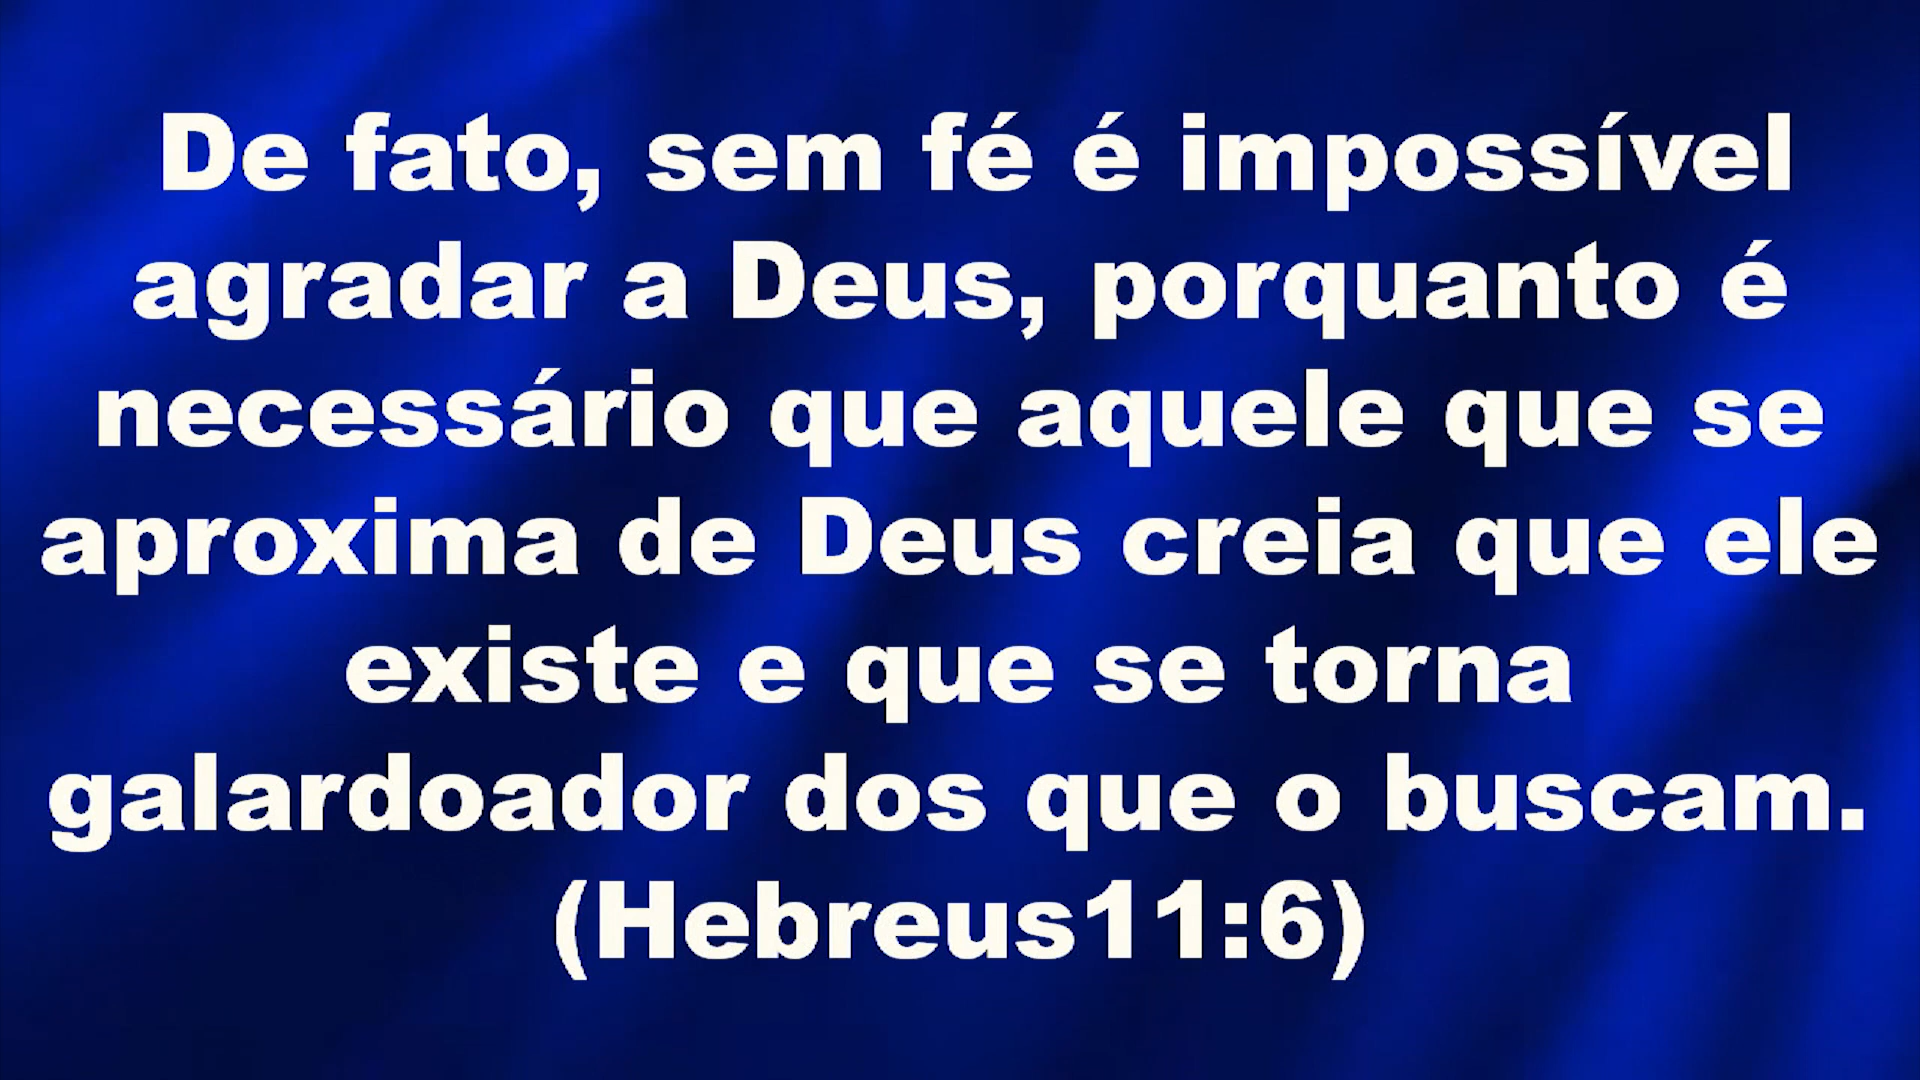 De fato, sem fé é impossível
agradar a Deus, porquanto é
necessário que aquele que se
aproxima de Deus creia que ele
existe e que se torna
galardoador dos que o buscam.
(Hebreus11:6)